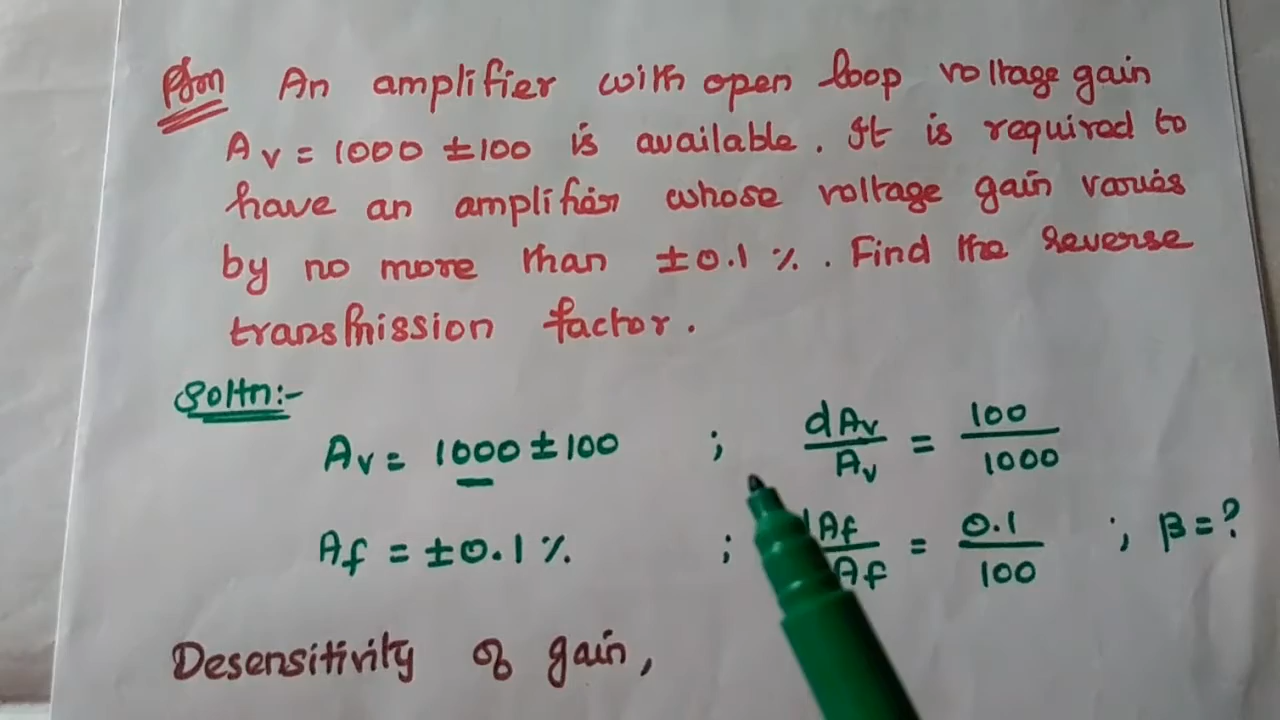 Pbm An amplifier with open loop voltage gain
Av = 1000 ±100 is available. It is required to
have an amplifier whose voltage gain varies
by no more than ±0.1 %. Find the reverse
transmission factor.
Soltn:-
Av = 1000 ± 100 ; dAv/Av = 100/1000
Af = ±0.1 % ; dAf/Af = 0.1/100 ; β = ?
Desensitivity of gain,